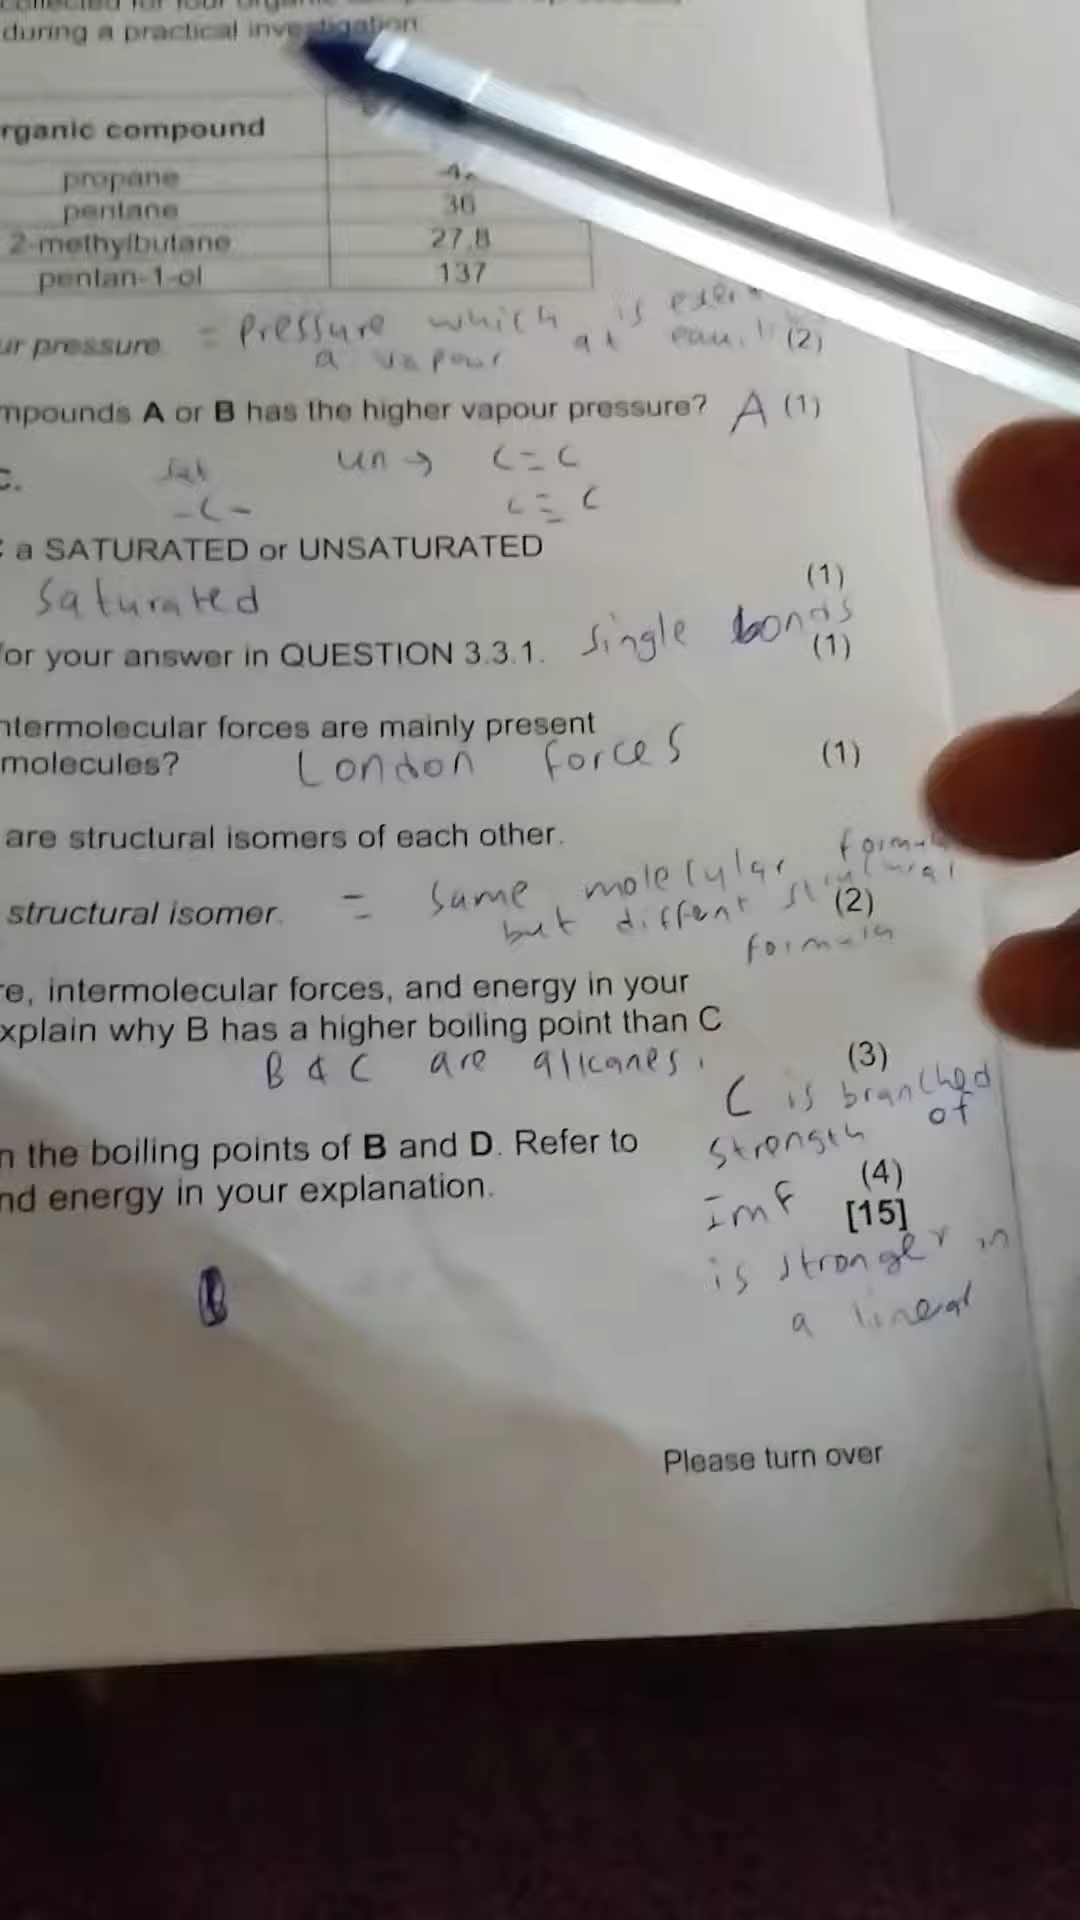 during a practical investigation
rganic compound
propane
pentane 36
2-methylbutane 27,8
pentan-1-ol 137
ur pressure = Pressure which is
a vapour at (2)
mpounds A or B has the higher vapour pressure? A (1)
sat un → C=C
-C- C≡C
a SATURATED or UNSATURATED
(1)
Saturated
or your answer in QUESTION 3.3.1. Single bonds
(1)
ntermolecular forces are mainly present
molecules? London forces (1)
are structural isomers of each other.
structural isomer. = Same molecular formula
but diffent structural (2)
formula
re, intermolecular forces, and energy in your
xplain why B has a higher boiling point than C
B & C are alkanes. (3)
C is branched
n the boiling points of B and D. Refer to strength of
nd energy in your explanation. (4)
Imf [15]
is stronger in
a linear
Please turn over